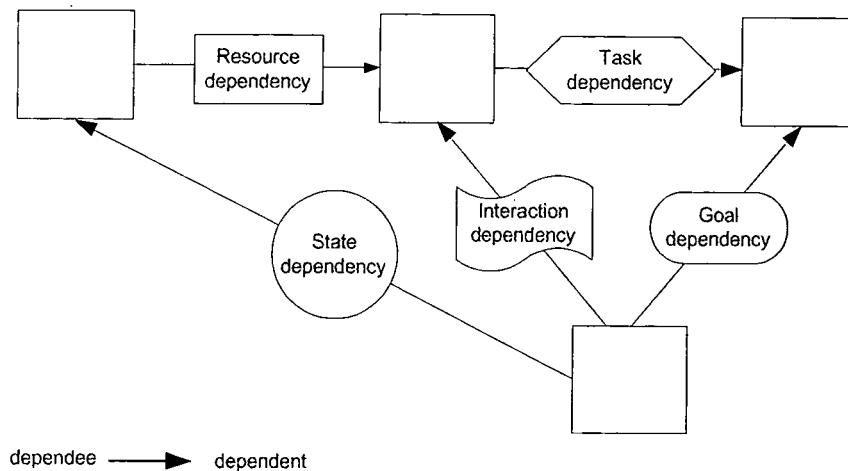 Resource
dependency
Task
dependency
Interaction
dependency
Goal
dependency
State
dependency
dependee
dependent